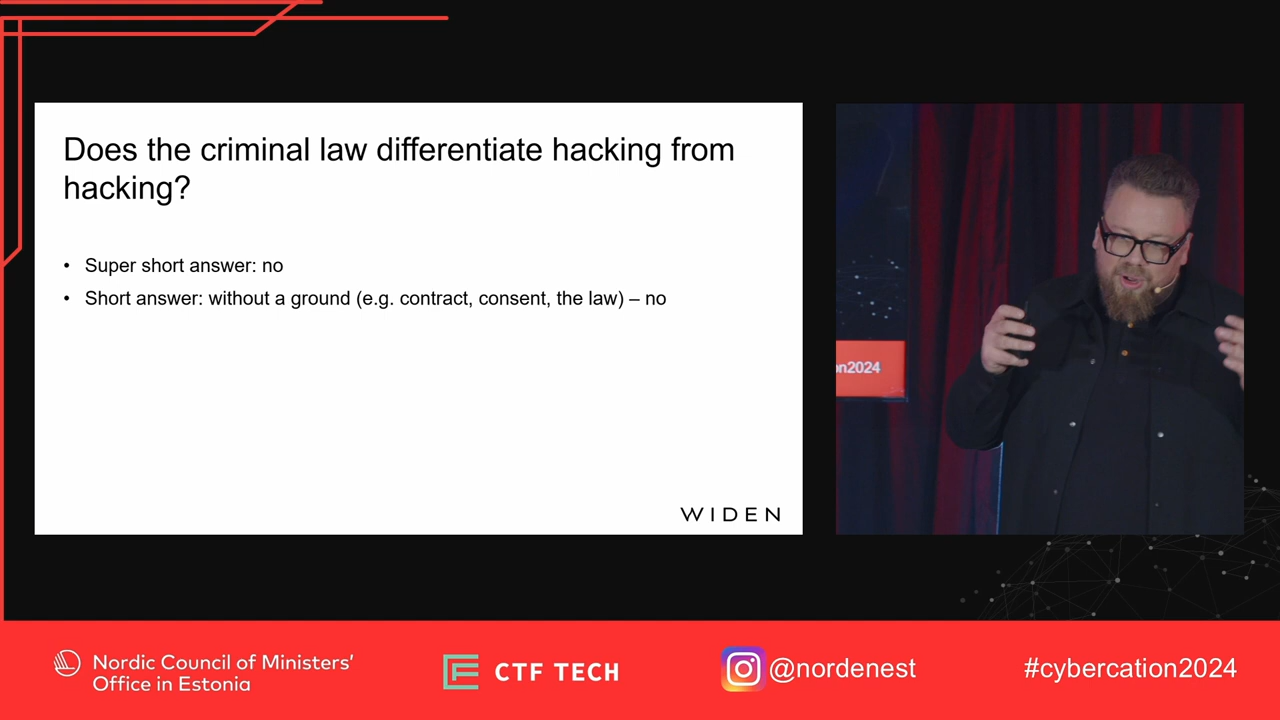 Does the criminal law differentiate hacking from
hacking?
• Super short answer: no
• Short answer: without a ground (e.g. contract, consent, the law) – no
WIDEN
on2024
Nordic Council of Ministers'
Office in Estonia
CTF TECH
@nordenest
#cybercation2024